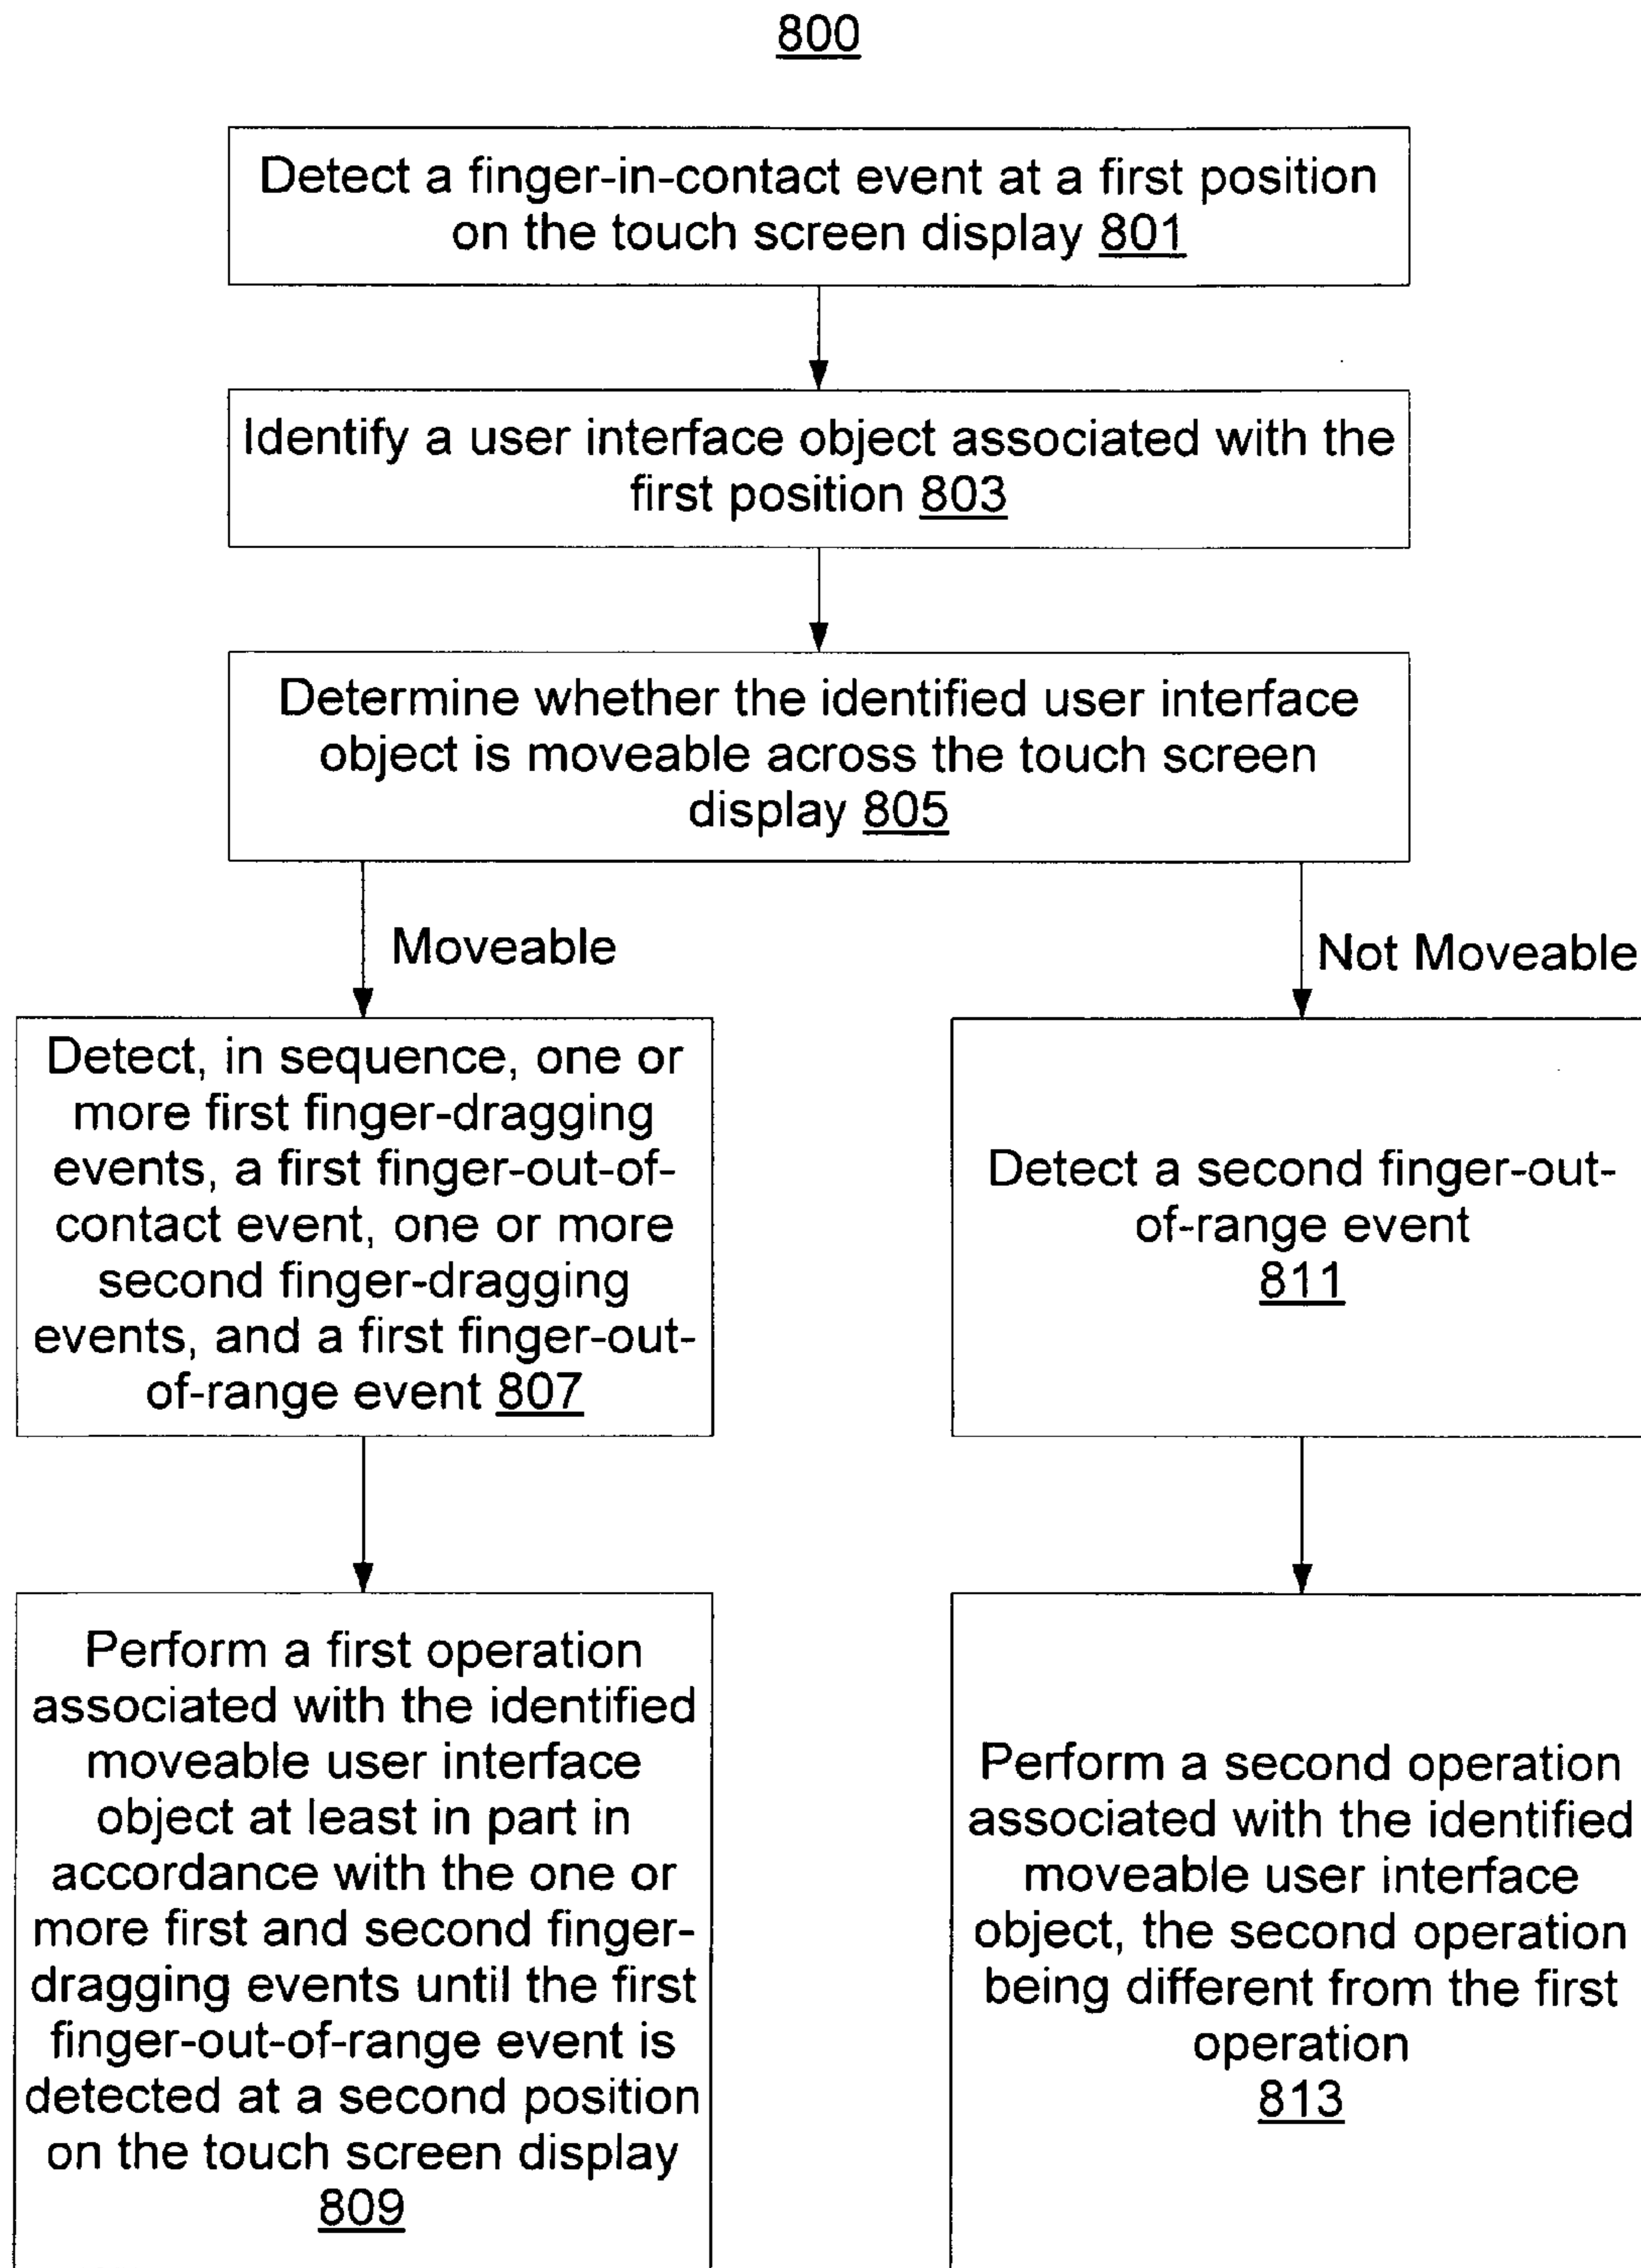 800
Detect a finger-in-contact event at a first position
on the touch screen display 801
Identify a user interface object associated with the
first position 803
Determine whether the identified user interface
object is moveable across the touch screen
display 805
Moveable
Not Moveable
Detect, in sequence, one or
more first finger-dragging
events, a first finger-out-of-
contact event, one or more
second finger-dragging
events, and a first finger-out-
of-range event 807
Detect a second finger-out-
of-range event
811
Perform a first operation
associated with the identified
moveable user interface
object at least in part in
accordance with the one or
more first and second finger-
dragging events until the first
finger-out-of-range event is
detected at a second position
on the touch screen display
809
Perform a second operation
associated with the identified
moveable user interface
object, the second operation
being different from the first
operation
813